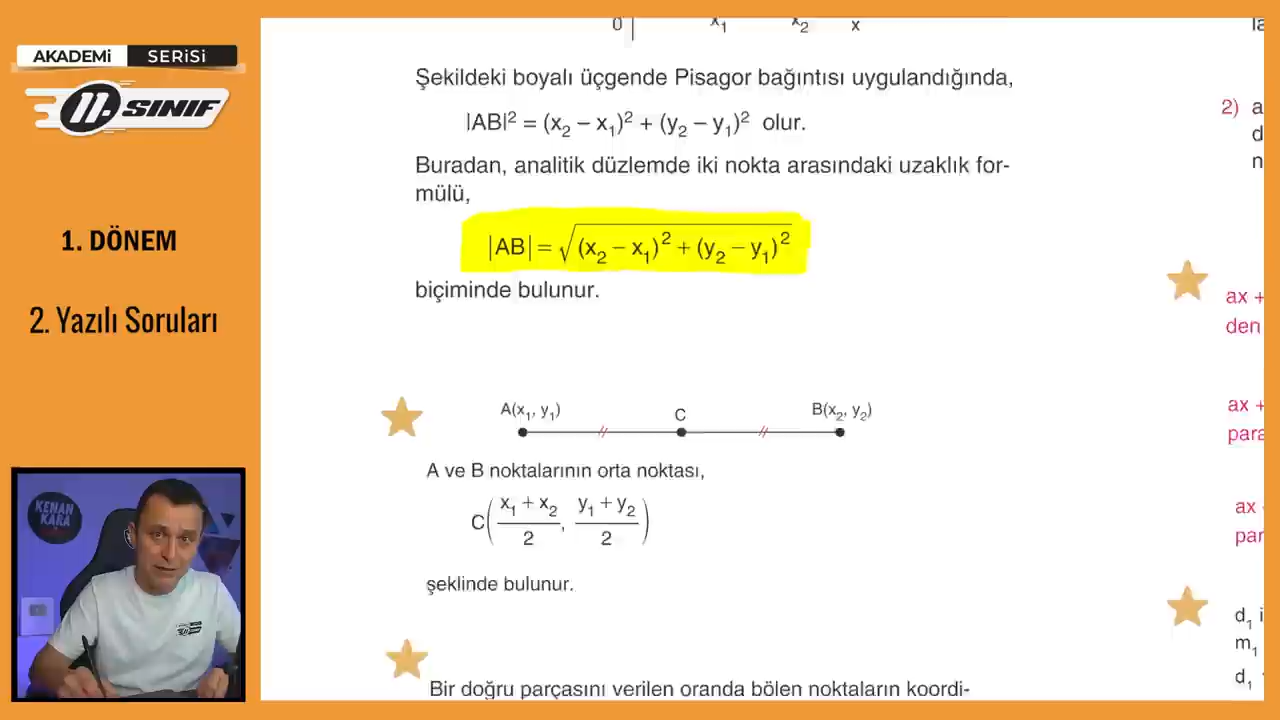 AKADEMİ SERİSİ
11. SINIF
1. DÖNEM
2. Yazılı Soruları
KENAN
KARA
0 x₁ x₂ x
Şekildeki boyalı üçgende Pisagor bağıntısı uygulandığında,
|AB|² = (x₂ – x₁)² + (y₂ – y₁)² olur.
Buradan, analitik düzlemde iki nokta arasındaki uzaklık for-
mülü,
|AB| = √(x₂ – x₁)² + (y₂ – y₁)²
biçiminde bulunur.
A(x₁, y₁) C B(x₂, y₂)
A ve B noktalarının orta noktası,
C(x₁ + x₂ / 2, y₁ + y₂ / 2)
şeklinde bulunur.
Bir doğru parçasını verilen oranda bölen noktaların koordi-
2) a
d
n
ax +
den
ax +
para
ax
par
d₁ i
m₁
d₁